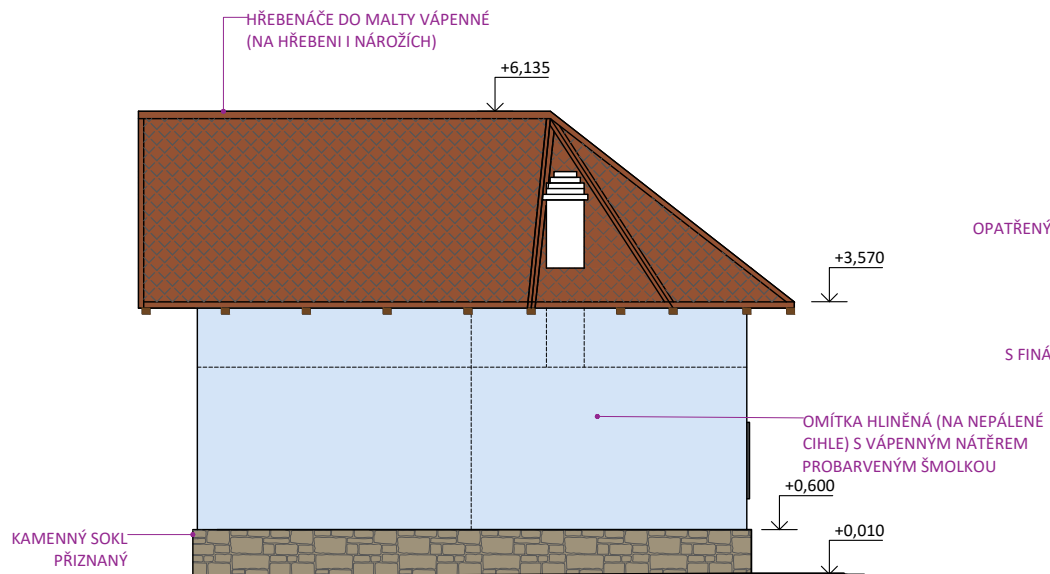 HŘEBENÁČE DO MALTY VÁPENNÉ
(NA HŘEBENI I NÁROŽÍCH)
+6,135
OPATŘENÝ
+3,570
S FINÁ
OMÍTKA HLINĚNÁ (NA NEPÁLENÉ
CIHLE) S VÁPENNÝM NÁTĚREM
PROBARVENÝM ŠMOLKOU
+0,600
+0,010
KAMENNÝ SOKL
PŘIZNANÝ